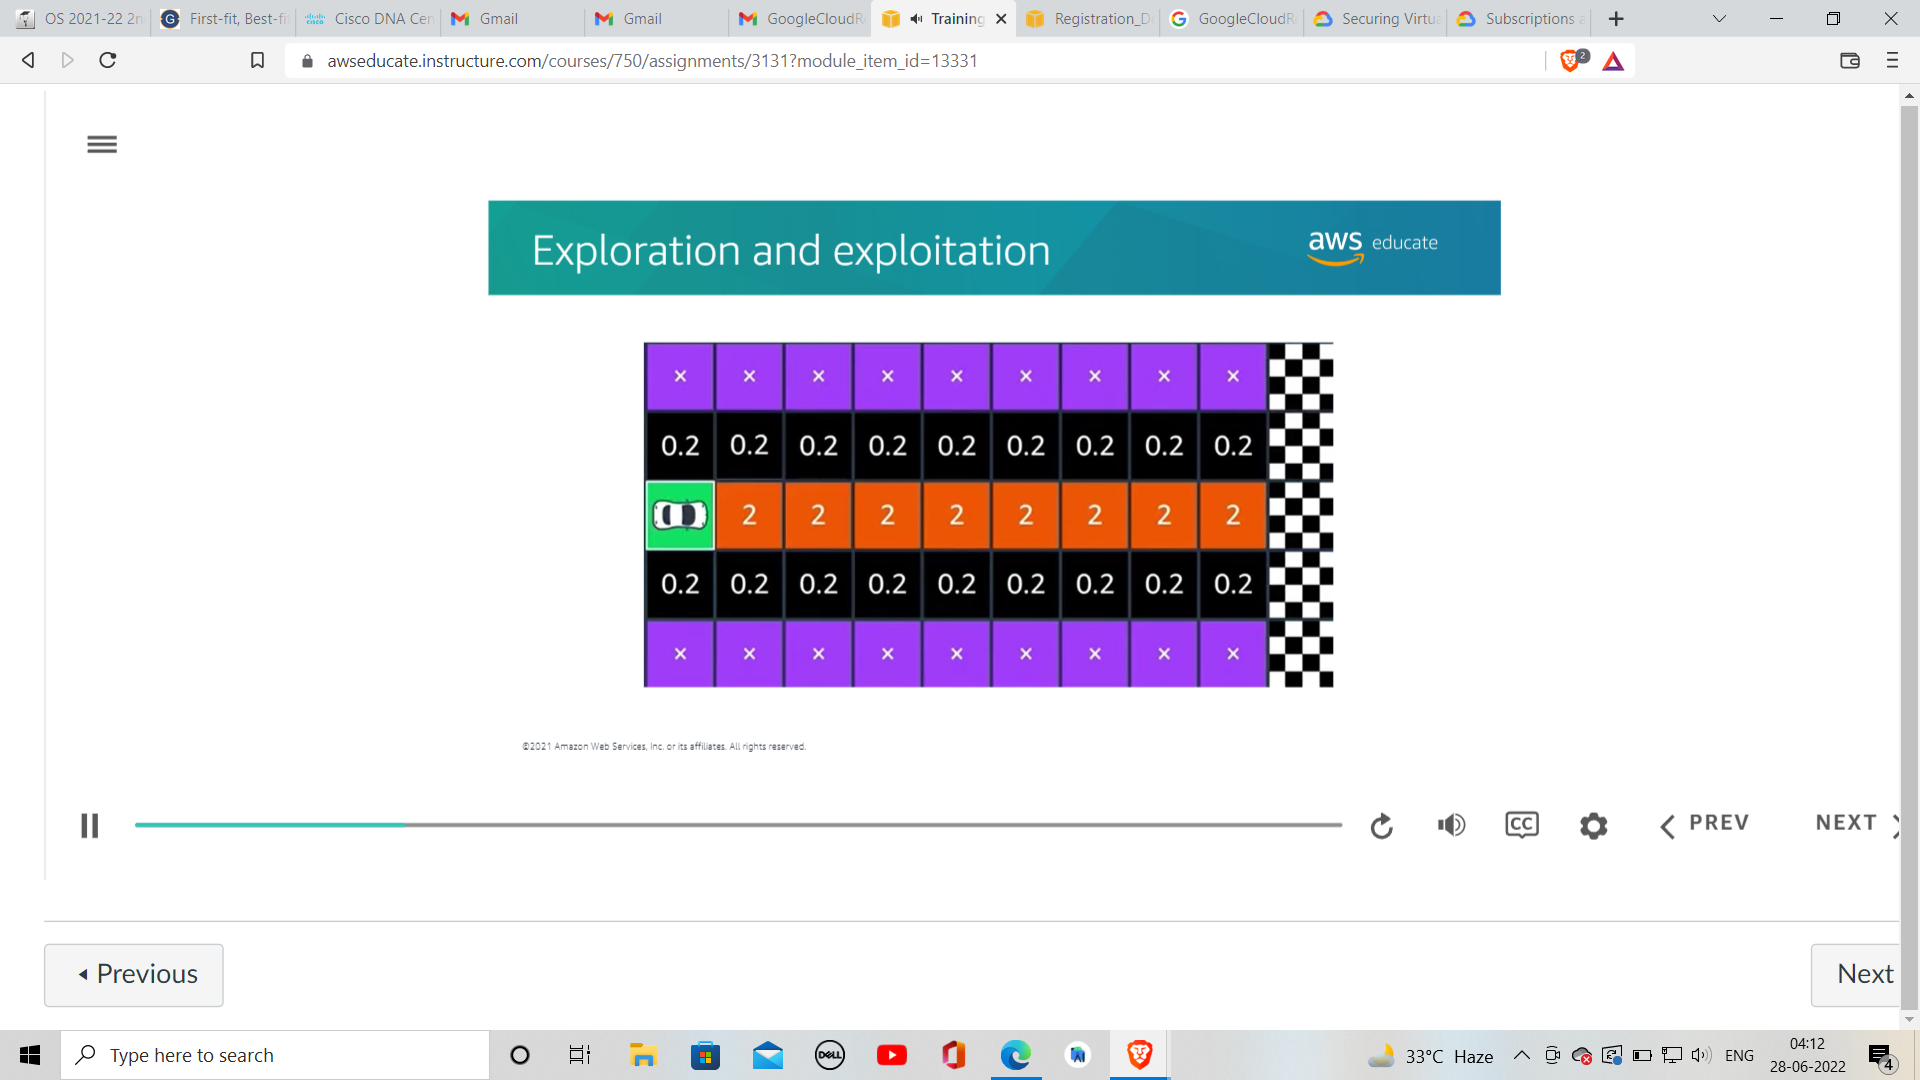 OS 2021-22 2n
First-fit, Best-fi
Cisco DNA Cen
Gmail
Gmail
GoogleCloudR
Training
Registration_D
GoogleCloudR
Securing Virtua
Subscriptions a
awseducate.instructure.com/courses/750/assignments/3131?module_item_id=13331
2
Exploration and exploitation
aws educate
× × × × × × × × ×
0.2 0.2 0.2 0.2 0.2 0.2 0.2 0.2 0.2
2 2 2 2 2 2 2 2
0.2 0.2 0.2 0.2 0.2 0.2 0.2 0.2 0.2
× × × × × × × × ×
©2021 Amazon Web Services, Inc. or its affiliates. All rights reserved.
CC
PREV
NEXT
Previous
Next
Type here to search
DELL
33°C Haze
ENG
04:12
28-06-2022
4